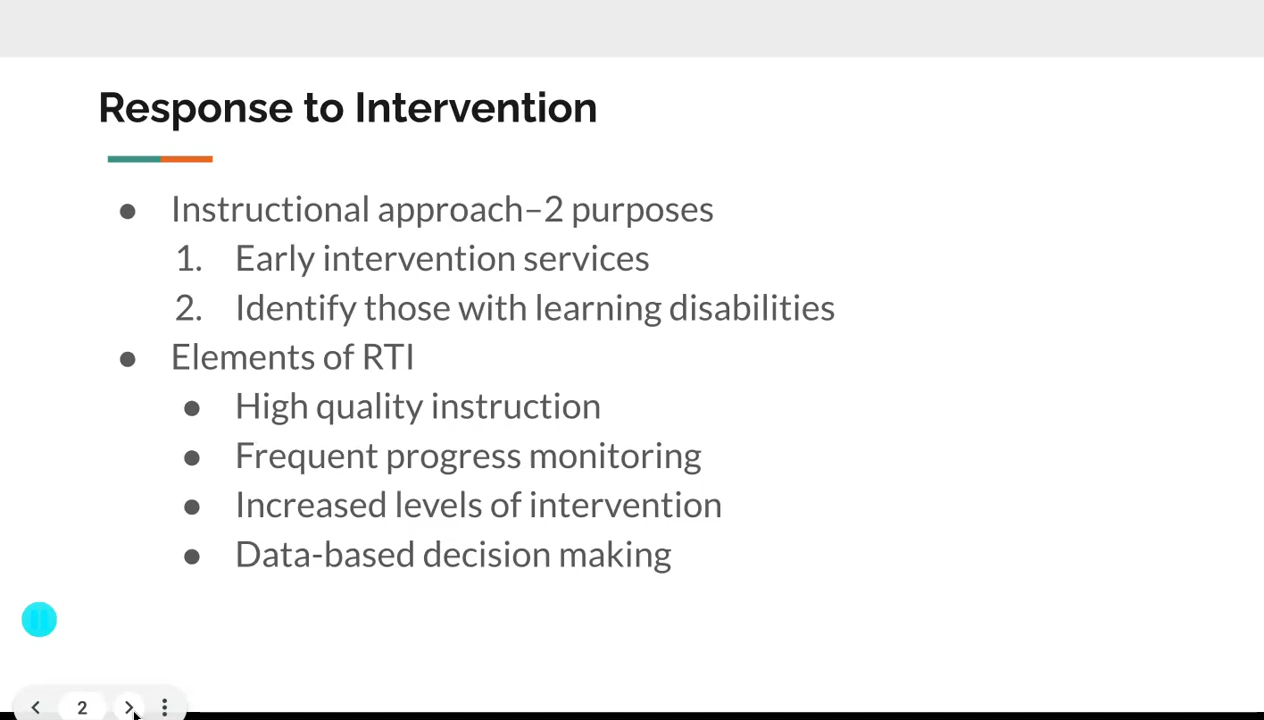 Response to Intervention
● Instructional approach–2 purposes
1. Early intervention services
2. Identify those with learning disabilities
● Elements of RTI
● High quality instruction
● Frequent progress monitoring
● Increased levels of intervention
● Data-based decision making
2